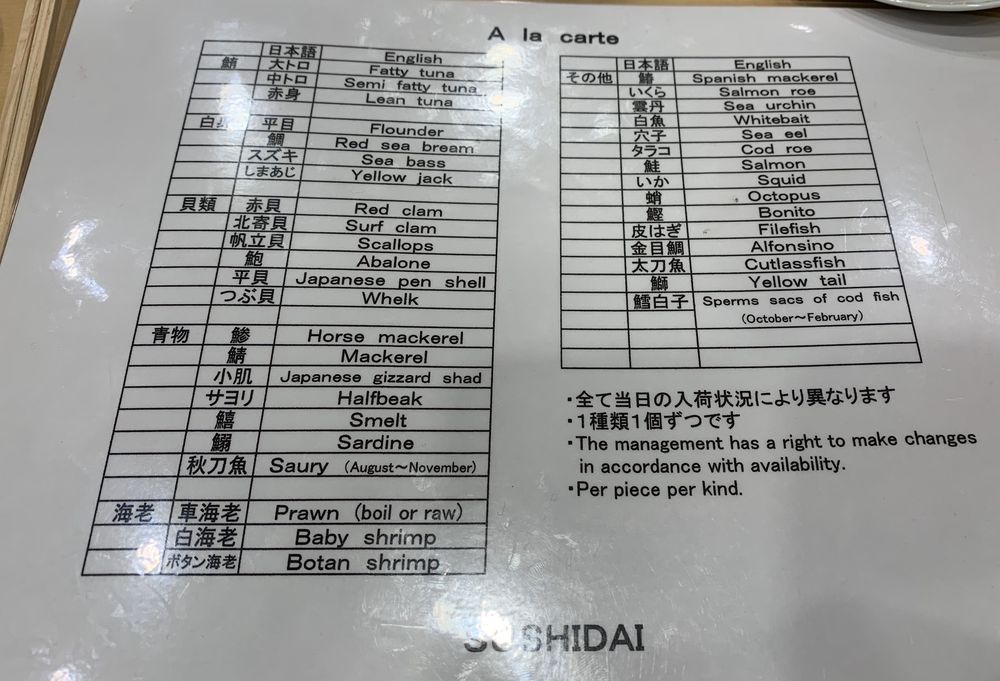 A la carte
日本語 English
鮪 大トロ Fatty tuna
中トロ Semi fatty tuna
赤身 Lean tuna
白身 平目 Flounder
鯛 Red sea bream
スズキ Sea bass
しまあじ Yellow jack
貝類 赤貝 Red clam
北寄貝 Surf clam
帆立貝 Scallops
鮑 Abalone
平貝 Japanese pen shell
つぶ貝 Whelk
青物 鯵 Horse mackerel
鯖 Mackerel
小肌 Japanese gizzard shad
サヨリ Halfbeak
鱚 Smelt
鰯 Sardine
秋刀魚 Saury (August～November)
海老 車海老 Prawn (boil or raw)
白海老 Baby shrimp
ボタン海老 Botan shrimp
日本語 English
その他 鰆 Spanish mackerel
いくら Salmon roe
雲丹 Sea urchin
白魚 Whitebait
穴子 Sea eel
タラコ Cod roe
鮭 Salmon
いか Squid
蛸 Octopus
鰹 Bonito
皮はぎ Filefish
金目鯛 Alfonsino
太刀魚 Cutlassfish
鰤 Yellow tail
鱈白子 Sperms sacs of cod fish
(October～February)
・全て当日の入荷状況により異なります
・１種類１個ずつです
・The management has a right to make changes
in accordance with availability.
・Per piece per kind.
SUSHIDAI